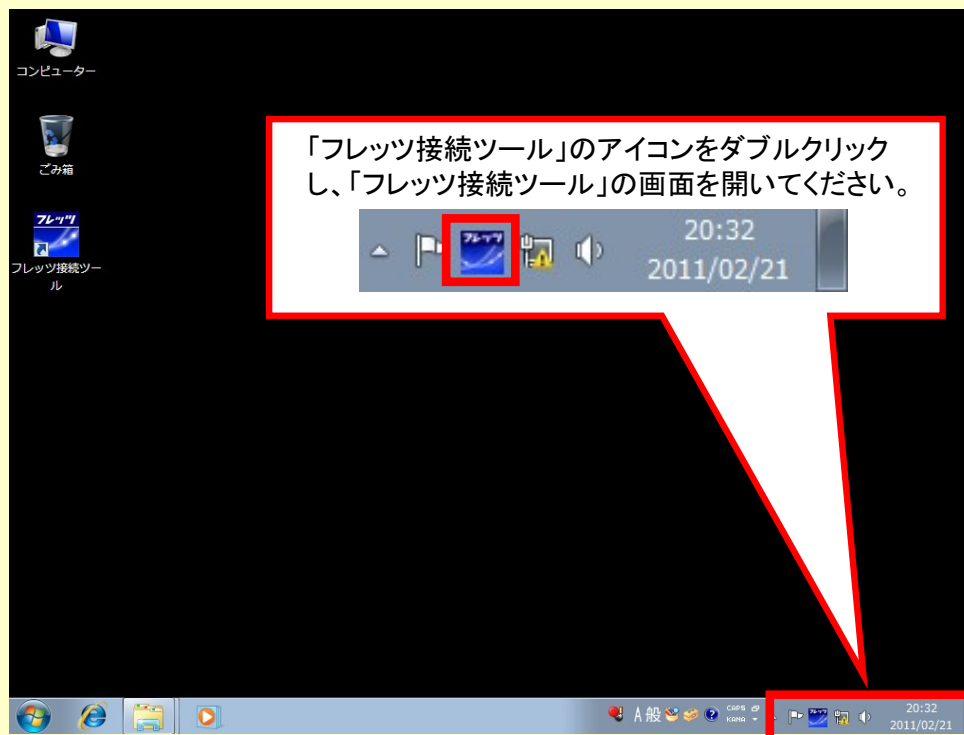 コンピューター
ごみ箱
フレッツ
フレッツ接続ツー
ル
「フレッツ接続ツール」のアイコンをダブルクリック
し、「フレッツ接続ツール」の画面を開いてください。
フレッツ
20:32
2011/02/21
A 般
CAPS
KANA
フレッツ
20:32
2011/02/21